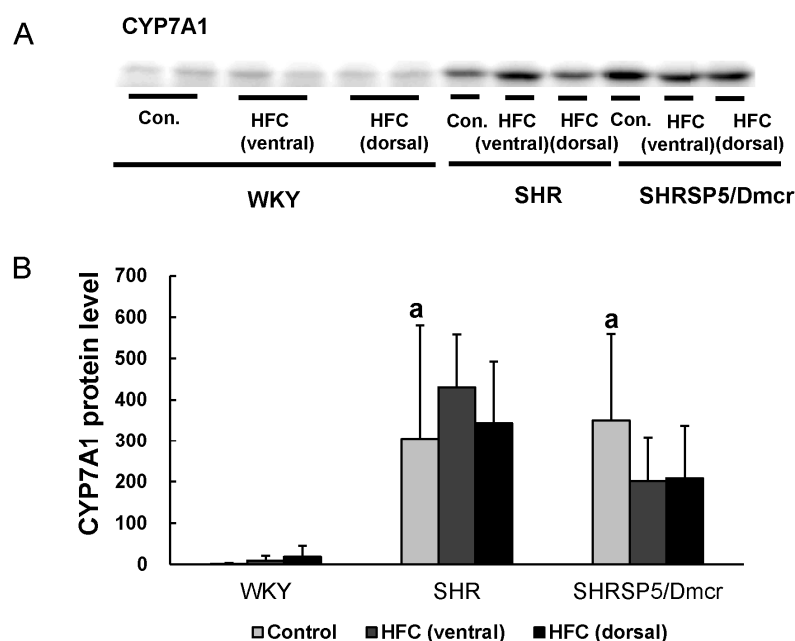 A
CYP7A1
Con. HFC HFC Con. HFC HFC Con. HFC HFC
(ventral) (dorsal) (ventral) (dorsal) (ventral) (dorsal)
WKY SHR SHRSP5/Dmcr
B
CYP7A1 protein level
700
600
500
400
300
200
100
0
a
a
WKY SHR SHRSP5/Dmcr
Control HFC (ventral) HFC (dorsal)